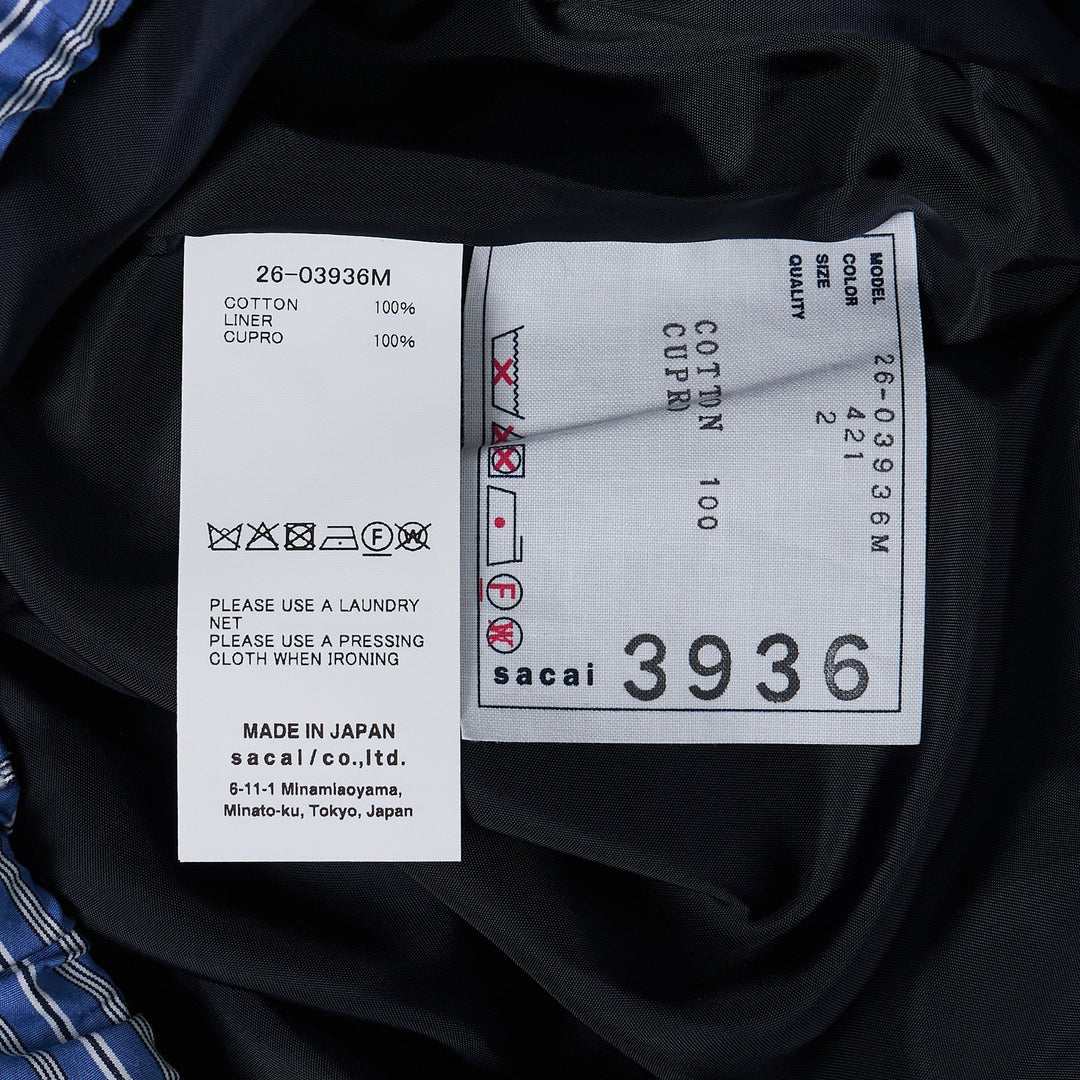 26-03936M
COTTON 100%
LINER
CUPRO 100%
F W
PLEASE USE A LAUNDRY
NET
PLEASE USE A PRESSING
CLOTH WHEN IRONING
MADE IN JAPAN
sacai/co.,ltd.
6-11-1 Minamiaoyama,
Minato-ku, Tokyo, Japan
MODEL 26-03936M
COLOR 421
SIZE 2
QUALITY
COTTON 100
F
W
sacai 3936